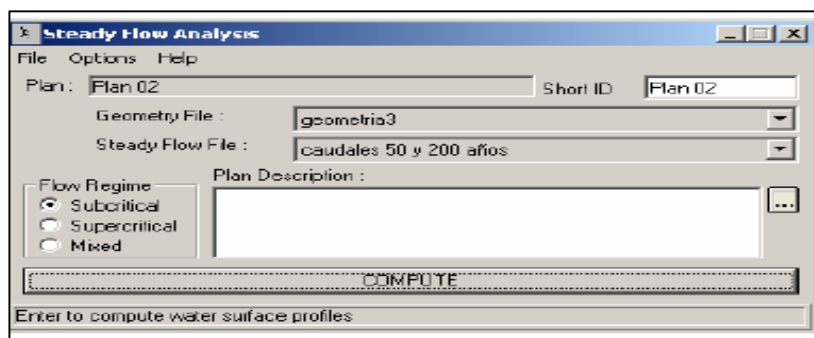 Steady Flow Analysis
File Options Help
Plan : Plan 02 Short ID Plan 02
Geometry File : geometria3
Steady Flow File : caudales 50 y 200 años
Flow Regime Plan Description :
Subcritical ...
Supercritical
Mixed
COMPUTE
Enter to compute water surface profiles